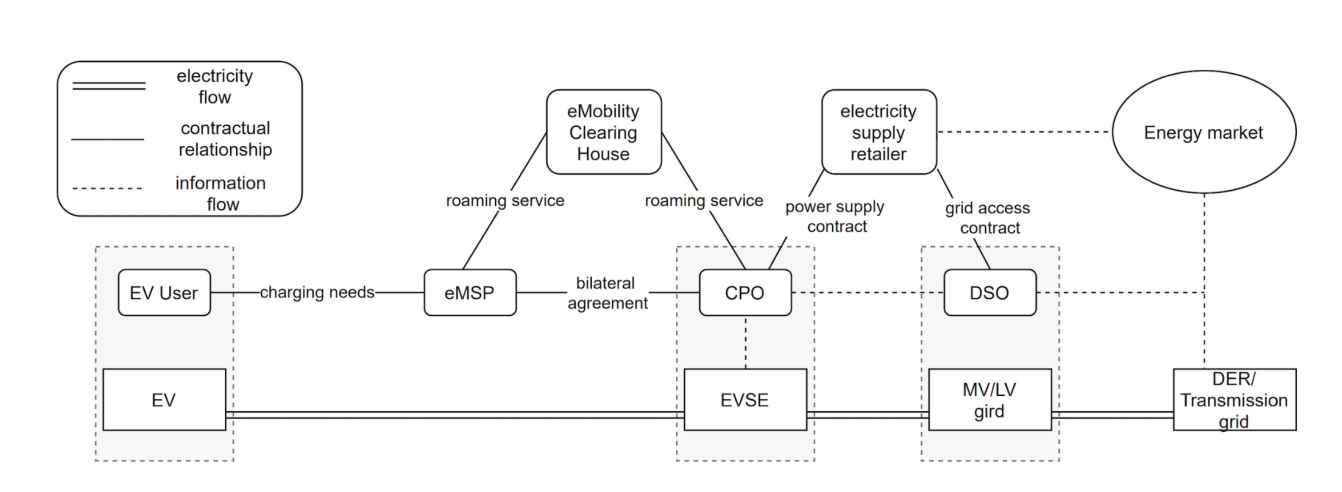 electricity
flow
contractual
relationship
information
flow
eMobility
Clearing
House
electricity
supply
retailer
Energy market
roaming service
roaming service
power supply
contract
grid access
contract
EV User
charging needs
eMSP
bilateral
agreement
CPO
DSO
EV
EVSE
MV/LV
gird
DER/
Transmission
grid